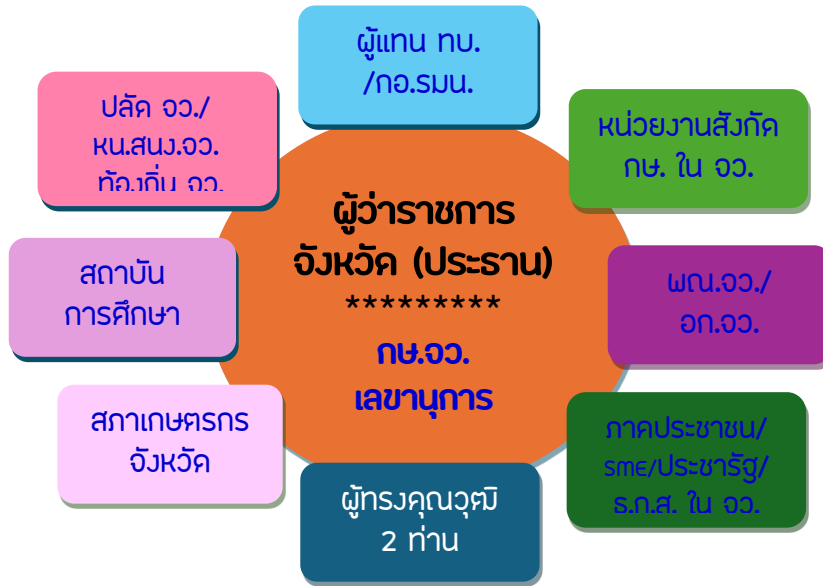 ผู้แทน ทบ.
/กอ.รมน.
ปลัด จว./
หน.สนง.จว.
ท้องถิ่น จว.
หน่วยงานสังกัด
กษ. ใน จว.
ผู้ว่าราชการ
จังหวัด (ประธาน)
*********
กษ.จว.
เลขานุการ
สถาบัน
การศึกษา
พณ.จว./
อก.จว.
สภาเกษตรกร
จังหวัด
ภาคประชาชน/
SME/ประชารัฐ/
ธ.ก.ส. ใน จว.
ผู้ทรงคุณวุฒิ
2 ท่าน